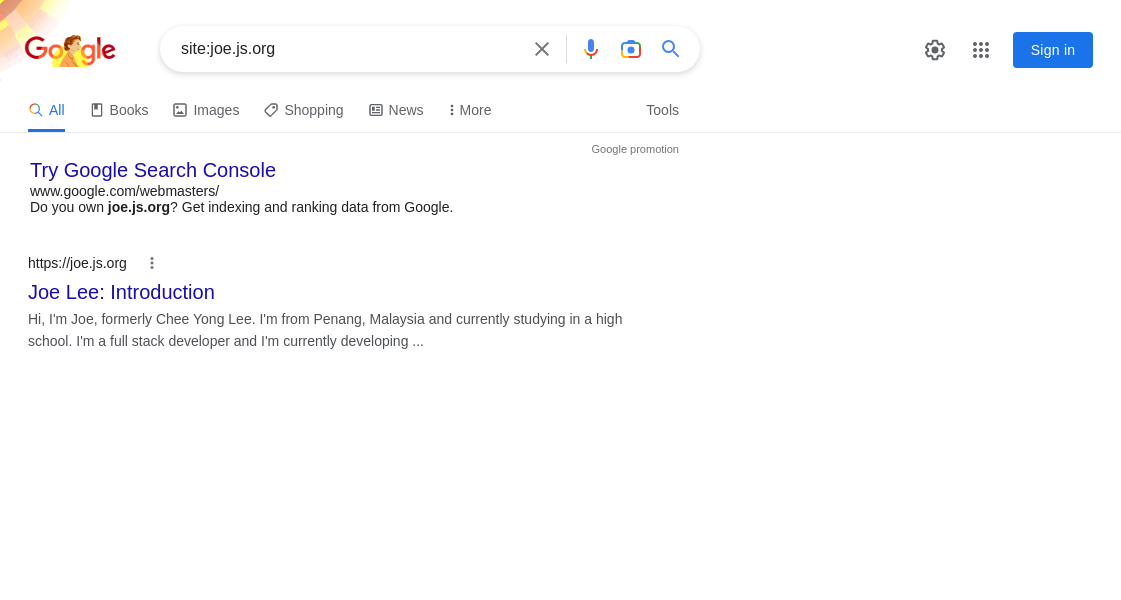 Google
site:joe.js.org
Sign in
All
Books
Images
Shopping
News
More
Tools
Google promotion
Try Google Search Console
www.google.com/webmasters/
Do you own joe.js.org? Get indexing and ranking data from Google.
https://joe.js.org
Joe Lee: Introduction
Hi, I'm Joe, formerly Chee Yong Lee. I'm from Penang, Malaysia and currently studying in a high
school. I'm a full stack developer and I'm currently developing ...